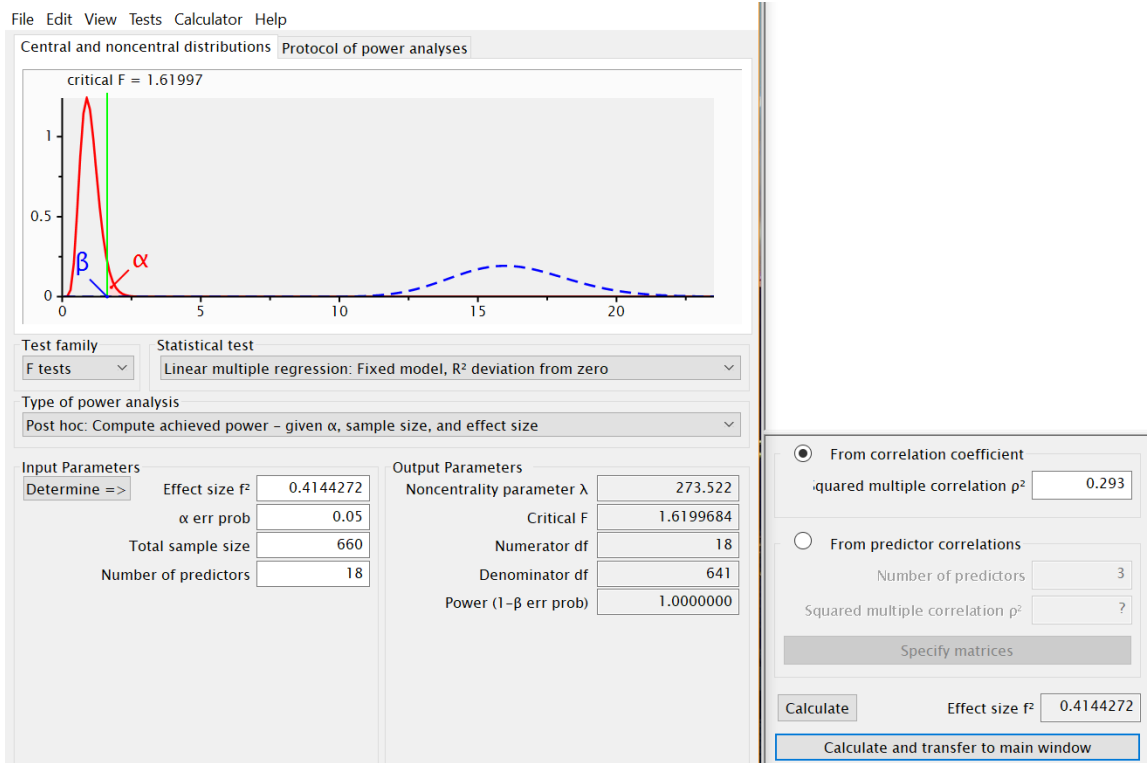 File Edit View Tests Calculator Help
Central and noncentral distributions Protocol of power analyses
critical F = 1.61997
1
0.5
0
β α
0 5 10 15 20
Test family Statistical test
F tests Linear multiple regression: Fixed model, R² deviation from zero
Type of power analysis
Post hoc: Compute achieved power – given α, sample size, and effect size
Input Parameters
Determine => Effect size f² 0.4144272
α err prob 0.05
Total sample size 660
Number of predictors 18
Output Parameters
Noncentrality parameter λ 273.522
Critical F 1.6199684
Numerator df 18
Denominator df 641
Power (1-β err prob) 1.0000000
From correlation coefficient
quared multiple correlation ρ² 0.293
From predictor correlations
Number of predictors 3
Squared multiple correlation ρ² ?
Specify matrices
Calculate Effect size f² 0.4144272
Calculate and transfer to main window